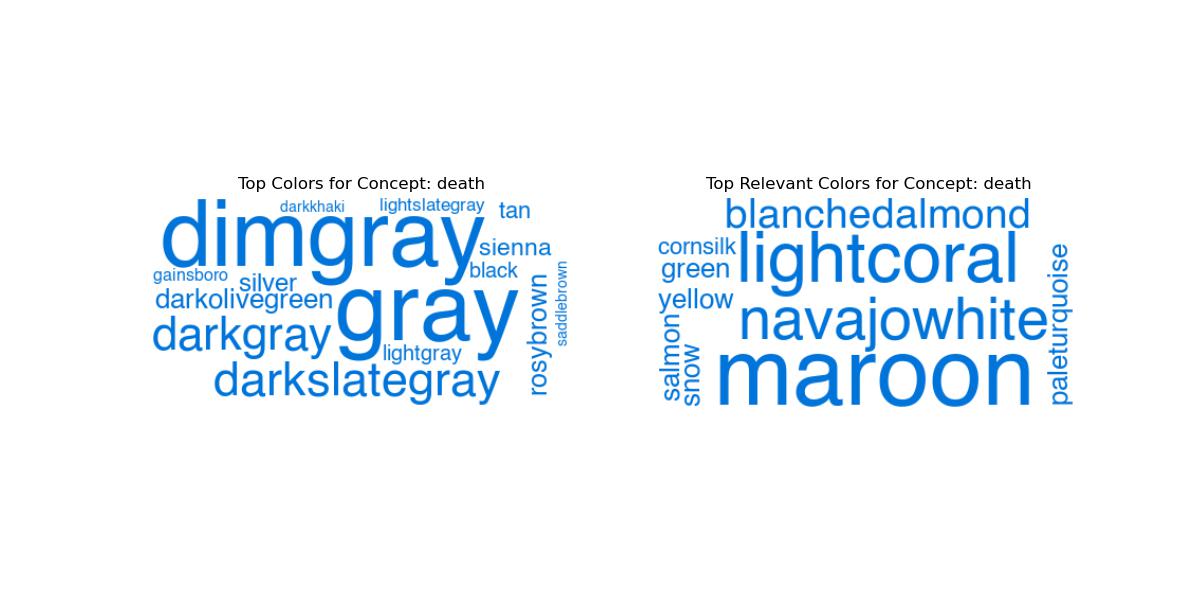 Top Colors for Concept: death
darkkhaki
lightslategray
tan
dimgray
sienna
gainsboro
silver
black
darkolivegreen
gray
darkgray
lightgray
darkslategray
rosybrown
saddlebrown
Top Relevant Colors for Concept: death
blanchedalmond
cornsilk
lightcoral
green
yellow
navajowhite
salmon
snow
maroon
paleturquoise